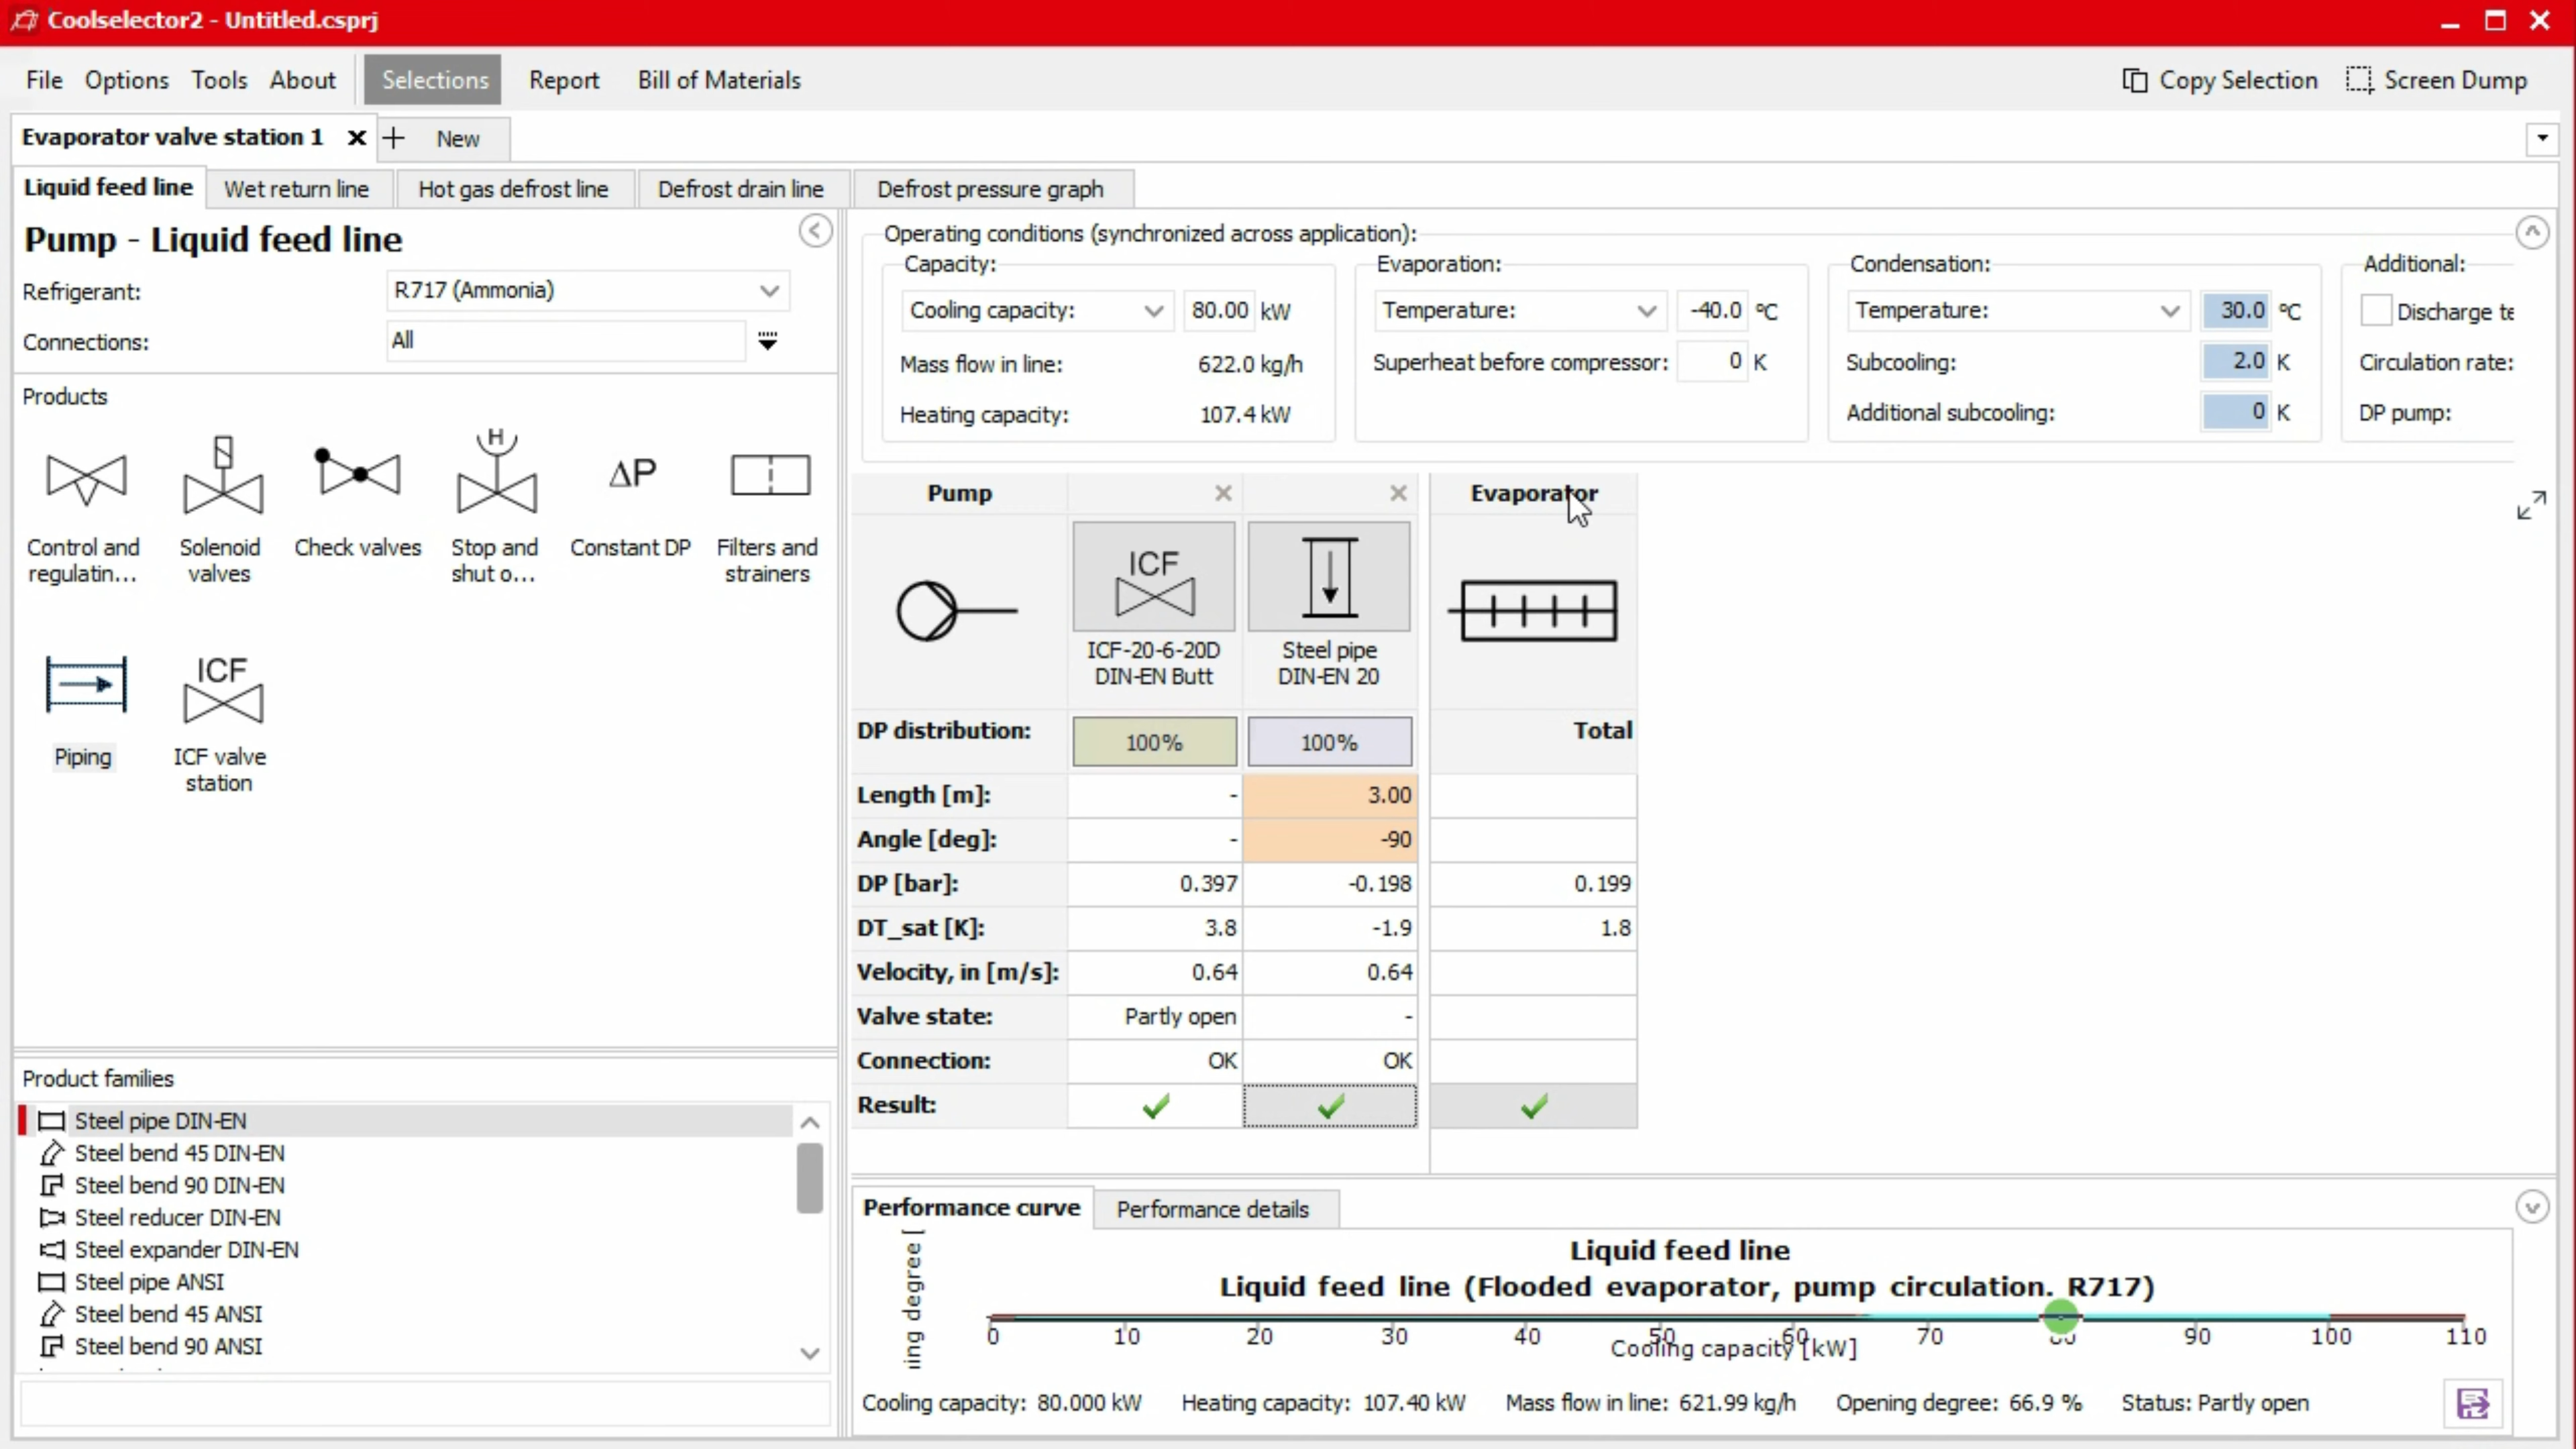 Coolselector2 - Untitled.csprj
File Options Tools About Selections Report Bill of Materials Copy Selection Screen Dump
Evaporator valve station 1 New
Liquid feed line Wet return line Hot gas defrost line Defrost drain line Defrost pressure graph
Pump - Liquid feed line
Refrigerant: R717 (Ammonia)
Connections: All
Products
Control and
regulatin...
Solenoid
valves
Check valves
H
Stop and
shut o...
ΔP
Constant DP
Filters and
strainers
Piping
ICF
ICF valve
station
Product families
Steel pipe DIN-EN
Steel bend 45 DIN-EN
Steel bend 90 DIN-EN
Steel reducer DIN-EN
Steel expander DIN-EN
Steel pipe ANSI
Steel bend 45 ANSI
Steel bend 90 ANSI
Operating conditions (synchronized across application):
Capacity:
Cooling capacity: 80.00 kW
Mass flow in line: 622.0 kg/h
Heating capacity: 107.4 kW
Evaporation:
Temperature: -40.0 °C
Superheat before compressor: 0 K
Condensation:
Temperature: 30.0 °C
Subcooling: 2.0 K
Additional subcooling: 0 K
Additional:
Discharge te
Circulation rate:
DP pump:
Pump Evaporator
ICF
ICF-20-6-20D
DIN-EN Butt
Steel pipe
DIN-EN 20
DP distribution: 100% 100% Total
Length [m]: - 3.00
Angle [deg]: - -90
DP [bar]: 0.397 -0.198 0.199
DT_sat [K]: 3.8 -1.9 1.8
Velocity, in [m/s]: 0.64 0.64
Valve state: Partly open -
Connection: OK OK
Result:
Performance curve Performance details
Liquid feed line
Liquid feed line (Flooded evaporator, pump circulation. R717)
ing degree [
0 10 20 30 40 50 60 70 80 90 100 110
Cooling capacity [kW]
Cooling capacity: 80.000 kW Heating capacity: 107.40 kW Mass flow in line: 621.99 kg/h Opening degree: 66.9 % Status: Partly open